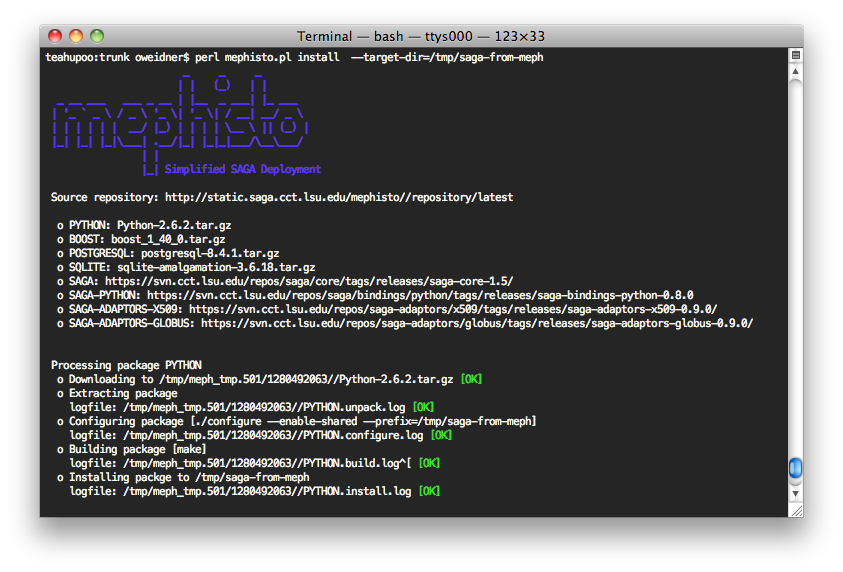 Terminal — bash — ttys000 — 123×33
teahupoo:trunk oweidner$ perl mephisto.pl install  --target-dir=/tmp/saga-from-meph
mephisto
Simplified SAGA Deployment
Source repository: http://static.saga.cct.lsu.edu/mephisto//repository/latest
o PYTHON: Python-2.6.2.tar.gz
o BOOST: boost_1_40_0.tar.gz
o POSTGRESQL: postgresql-8.4.1.tar.gz
o SQLITE: sqlite-amalgamation-3.6.18.tar.gz
o SAGA: https://svn.cct.lsu.edu/repos/saga/core/tags/releases/saga-core-1.5/
o SAGA-PYTHON: https://svn.cct.lsu.edu/repos/saga/bindings/python/tags/releases/saga-bindings-python-0.8.0
o SAGA-ADAPTORS-X509: https://svn.cct.lsu.edu/repos/saga-adaptors/x509/tags/releases/saga-adaptors-x509-0.9.0/
o SAGA-ADAPTORS-GLOBUS: https://svn.cct.lsu.edu/repos/saga-adaptors/globus/tags/releases/saga-adaptors-globus-0.9.0/
Processing package PYTHON
o Downloading to /tmp/meph_tmp.501/1280492063//Python-2.6.2.tar.gz [OK]
o Extracting package
logfile: /tmp/meph_tmp.501/1280492063//PYTHON.unpack.log [OK]
o Configuring package [./configure --enable-shared --prefix=/tmp/saga-from-meph]
logfile: /tmp/meph_tmp.501/1280492063//PYTHON.configure.log [OK]
o Building package [make]
logfile: /tmp/meph_tmp.501/1280492063//PYTHON.build.log^[ [OK]
o Installing packge to /tmp/saga-from-meph
logfile: /tmp/meph_tmp.501/1280492063//PYTHON.install.log [OK]